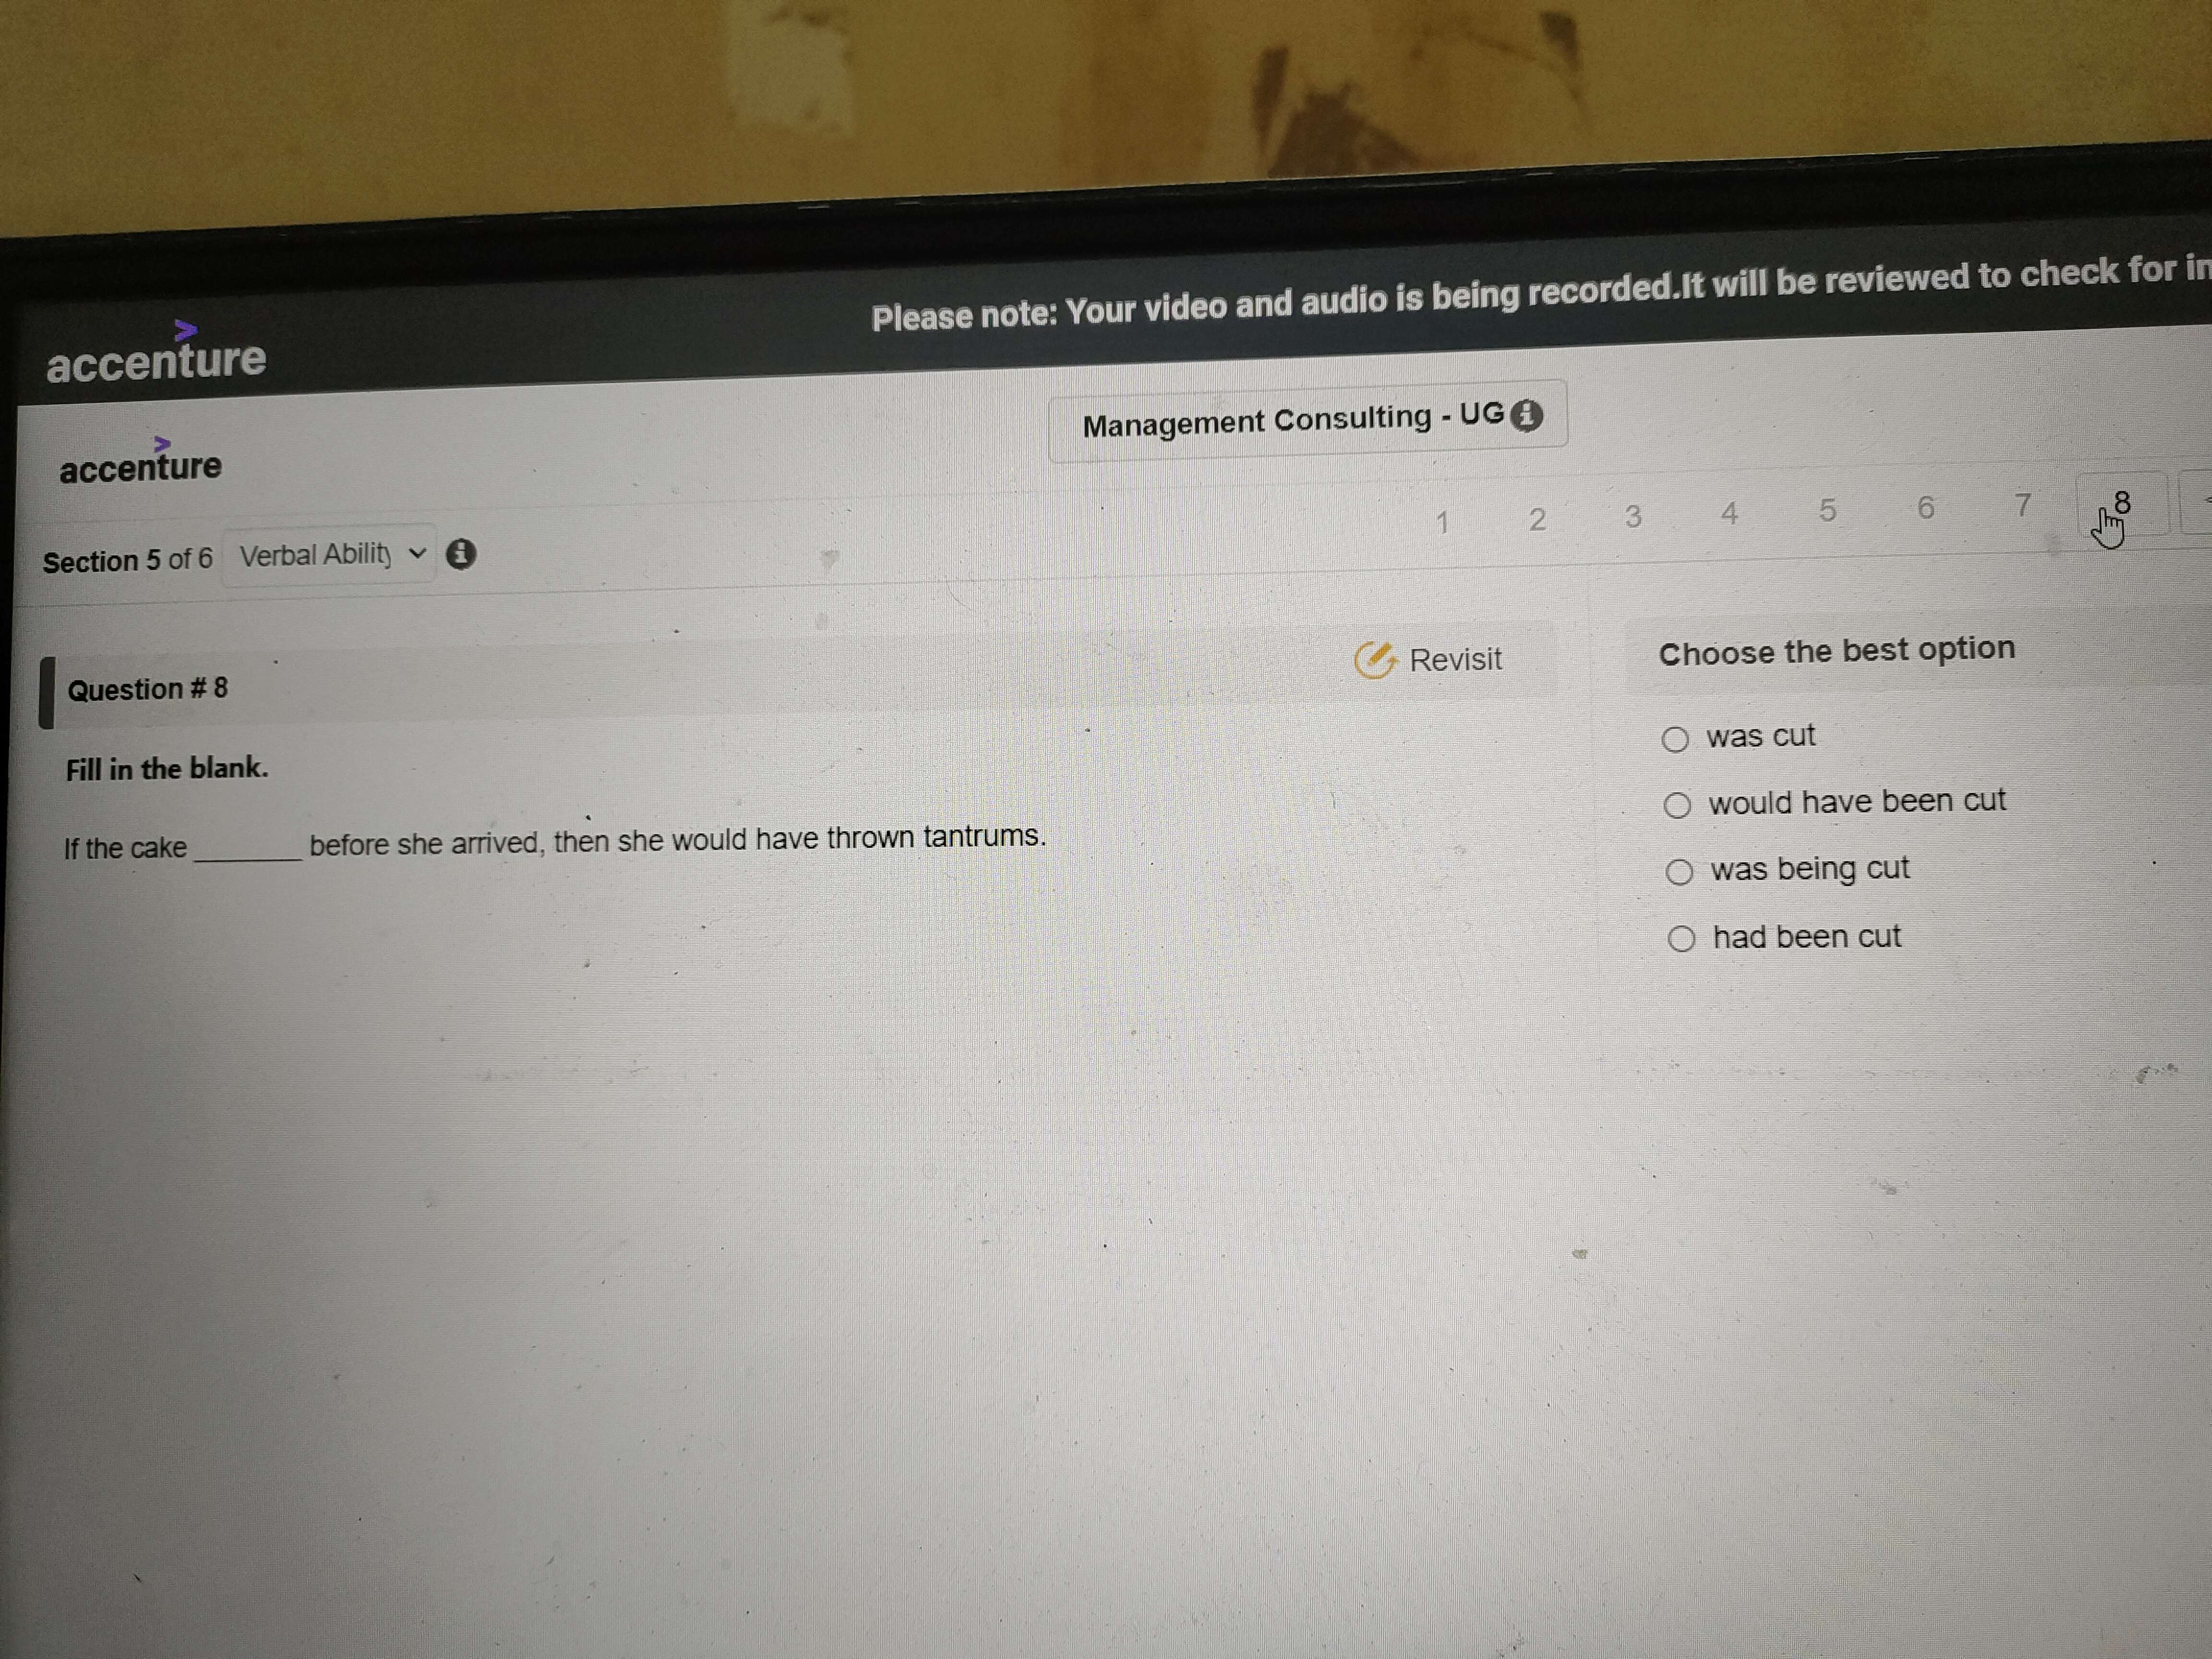 Please note: Your video and audio is being recorded.It will be reviewed to check for
accenture
Management Consulting - UG
accenture
1 2 3 4 5 6 7 8
Section 5 of 6 Verbal Ability
Question # 8
Revisit
Choose the best option
Fill in the blank.
If the cake _______ before she arrived, then she would have thrown tantrums.
was cut
would have been cut
was being cut
had been cut